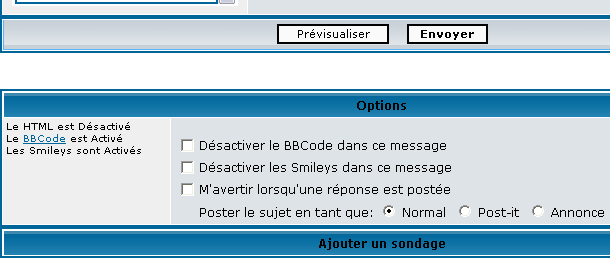 Prévisualiser Envoyer
Options
Le HTML est Désactivé
Le BBCode est Activé
Les Smileys sont Activés
Désactiver le BBCode dans ce message
Désactiver les Smileys dans ce message
M'avertir lorsqu'une réponse est postée
Poster le sujet en tant que: Normal Post-it Annonce
Ajouter un sondage